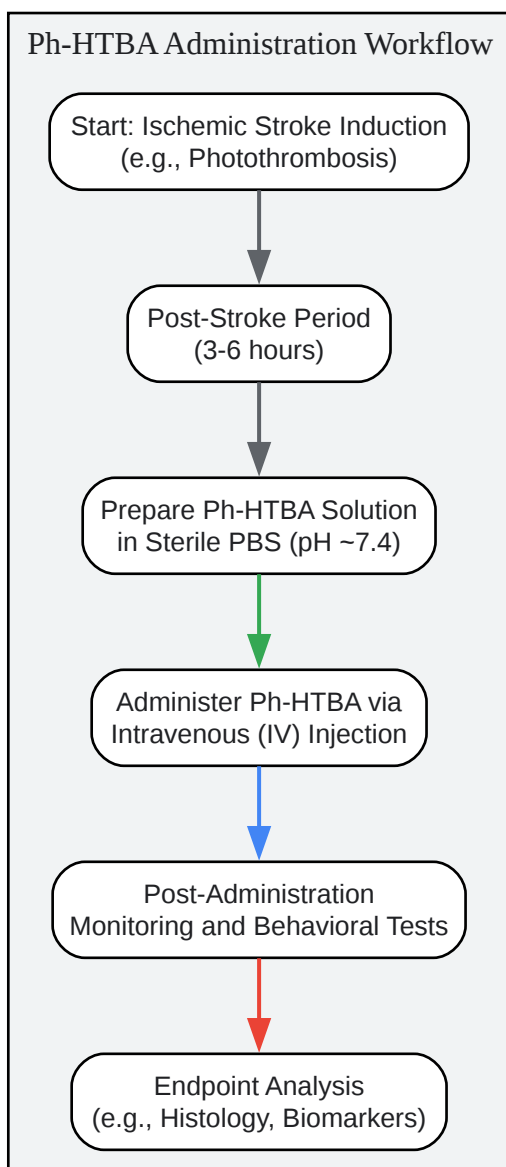 Ph-HTBA Administration Workflow
Start: Ischemic Stroke Induction
(e.g., Photothrombosis)
Post-Stroke Period
(3-6 hours)
Prepare Ph-HTBA Solution
in Sterile PBS (pH ~7.4)
Administer Ph-HTBA via
Intravenous (IV) Injection
Post-Administration
Monitoring and Behavioral Tests
Endpoint Analysis
(e.g., Histology, Biomarkers)